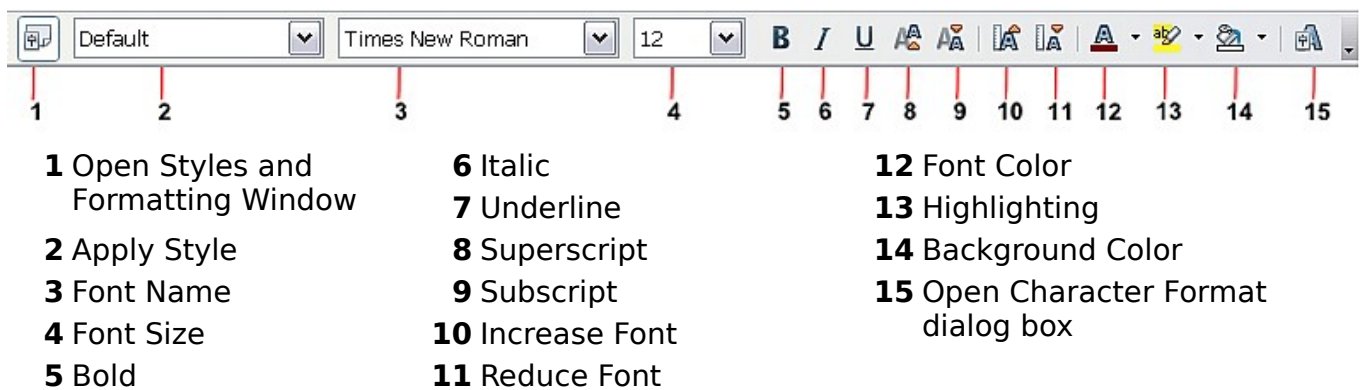 Default Times New Roman 12 B I U A A A A A ab A
1 2 3 4 5 6 7 8 9 10 11 12 13 14 15
1 Open Styles and
Formatting Window
2 Apply Style
3 Font Name
4 Font Size
5 Bold
6 Italic
7 Underline
8 Superscript
9 Subscript
10 Increase Font
11 Reduce Font
12 Font Color
13 Highlighting
14 Background Color
15 Open Character Format
dialog box